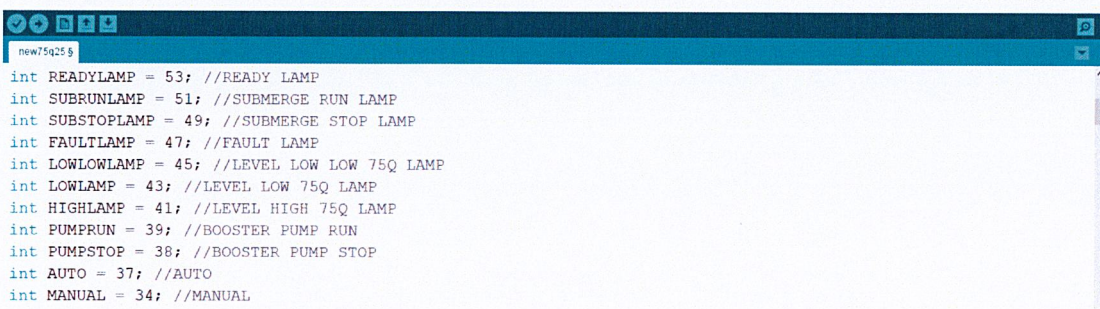 new75q25 §
int READYLAMP = 53; //READY LAMP
int SUBRUNLAMP = 51; //SUBMERGE RUN LAMP
int SUBSTOPLAMP = 49; //SUBMERGE STOP LAMP
int FAULTLAMP = 47; //FAULT LAMP
int LOWLOWLAMP = 45; //LEVEL LOW LOW 75Q LAMP
int LOWLAMP = 43; //LEVEL LOW 75Q LAMP
int HIGHLAMP = 41; //LEVEL HIGH 75Q LAMP
int PUMPRUN = 39; //BOOSTER PUMP RUN
int PUMPSTOP = 38; //BOOSTER PUMP STOP
int AUTO = 37; //AUTO
int MANUAL = 34; //MANUAL